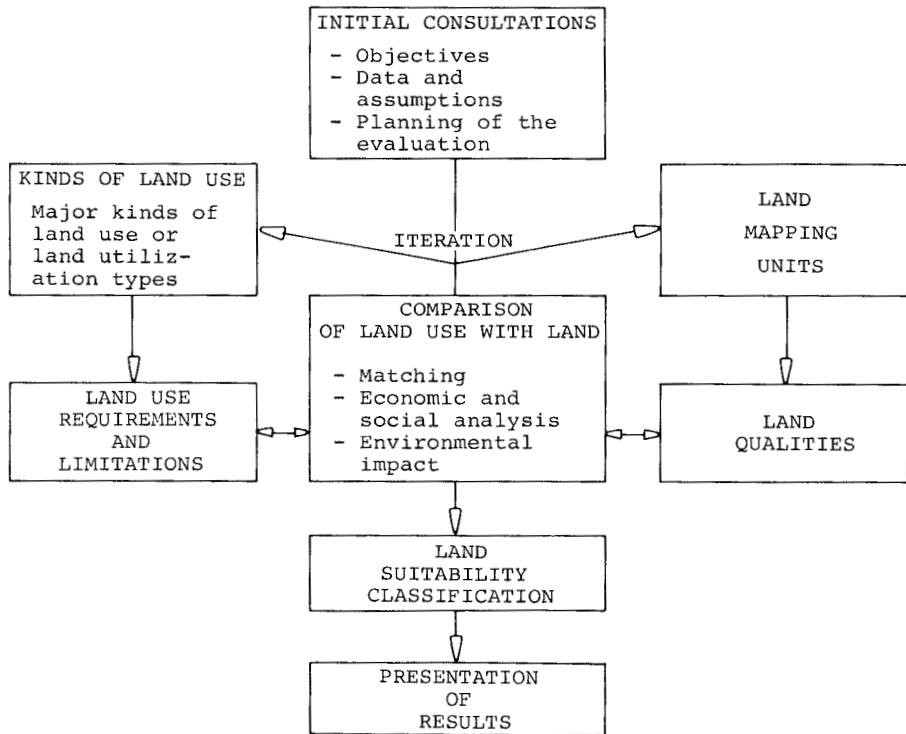 INITIAL CONSULTATIONS
- Objectives
- Data and
assumptions
- Planning of the
evaluation
KINDS OF LAND USE
Major kinds of
land use or
land utiliz-
ation types
ITERATION
LAND
MAPPING
UNITS
COMPARISON
OF LAND USE WITH LAND
- Matching
- Economic and
social analysis
- Environmental
impact
LAND USE
REQUIREMENTS
AND
LIMITATIONS
LAND
QUALITIES
LAND
SUITABILITY
CLASSIFICATION
PRESENTATION
OF
RESULTS